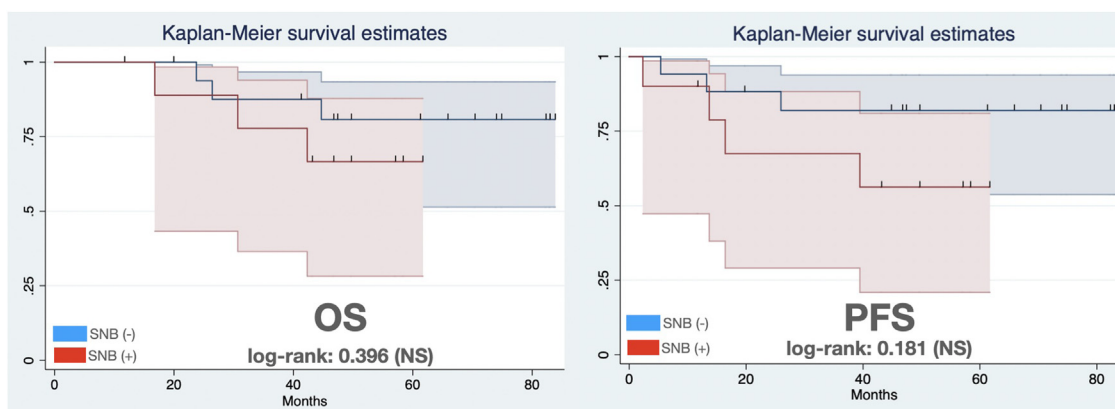 Kaplan-Meier survival estimates
1
.75
.5
.25
0
OS
SNB (-)
SNB (+)
log-rank: 0.396 (NS)
0 20 40 60 80
Months
Kaplan-Meier survival estimates
1
.75
.5
.25
0
PFS
SNB (-)
SNB (+)
log-rank: 0.181 (NS)
0 20 40 60 80
Months